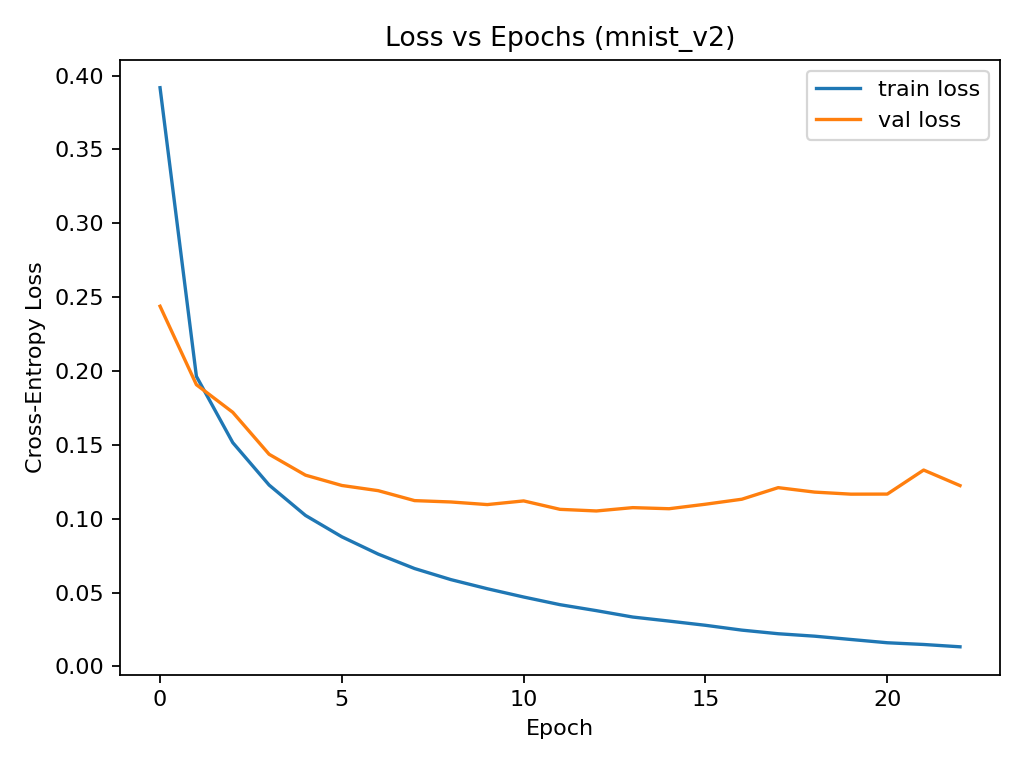 Loss vs Epochs (mnist_v2)
train loss
val loss
Cross-Entropy Loss
0.40
0.35
0.30
0.25
0.20
0.15
0.10
0.05
0.00
0 5 10 15 20
Epoch